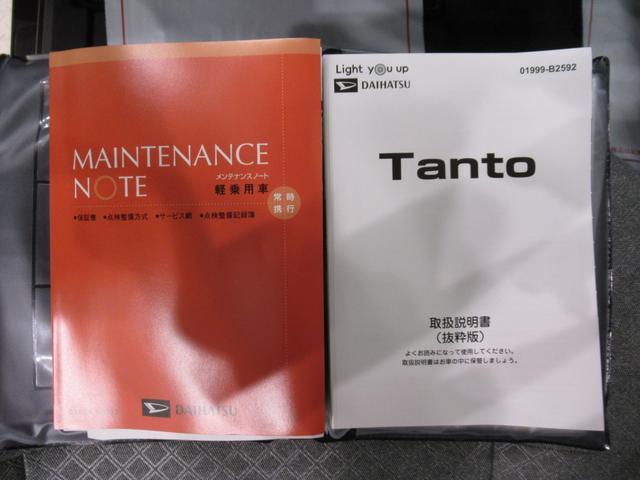 MAINTENANCE
NOTE
メンテナンスノート
軽乗用車
常時
携行
●保証書 ●点検整備方式 ●サービス網 ●点検整備記録簿
DAIHATSU
Light you up
DAIHATSU
01999-B2592
Tanto
取扱説明書
（抜粋版）
よくお読みになって使用してください。
取扱説明書はお車の中に保管しましょう。